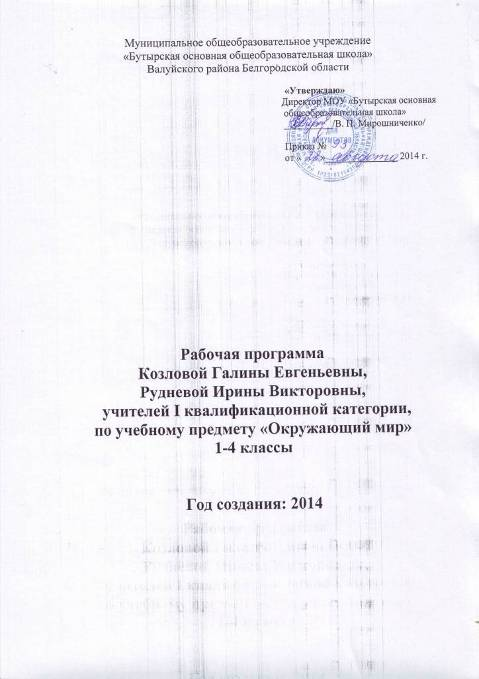 Муниципальное общеобразовательное учреждение
«Бутырская основная общеобразовательная школа»
Валуйского района Белгородской области
«Утверждаю»
Директор МОУ «Бутырская основная
общеобразовательная школа»
/В. П. Мирошниченко/
Приказ № 93
от « » августа 2014 г.
Рабочая программа
Козловой Галины Евгеньевны,
Рудневой Ирины Викторовны,
учителей I квалификационной категории,
по учебному предмету «Окружающий мир»
1-4 классы
Год создания: 2014